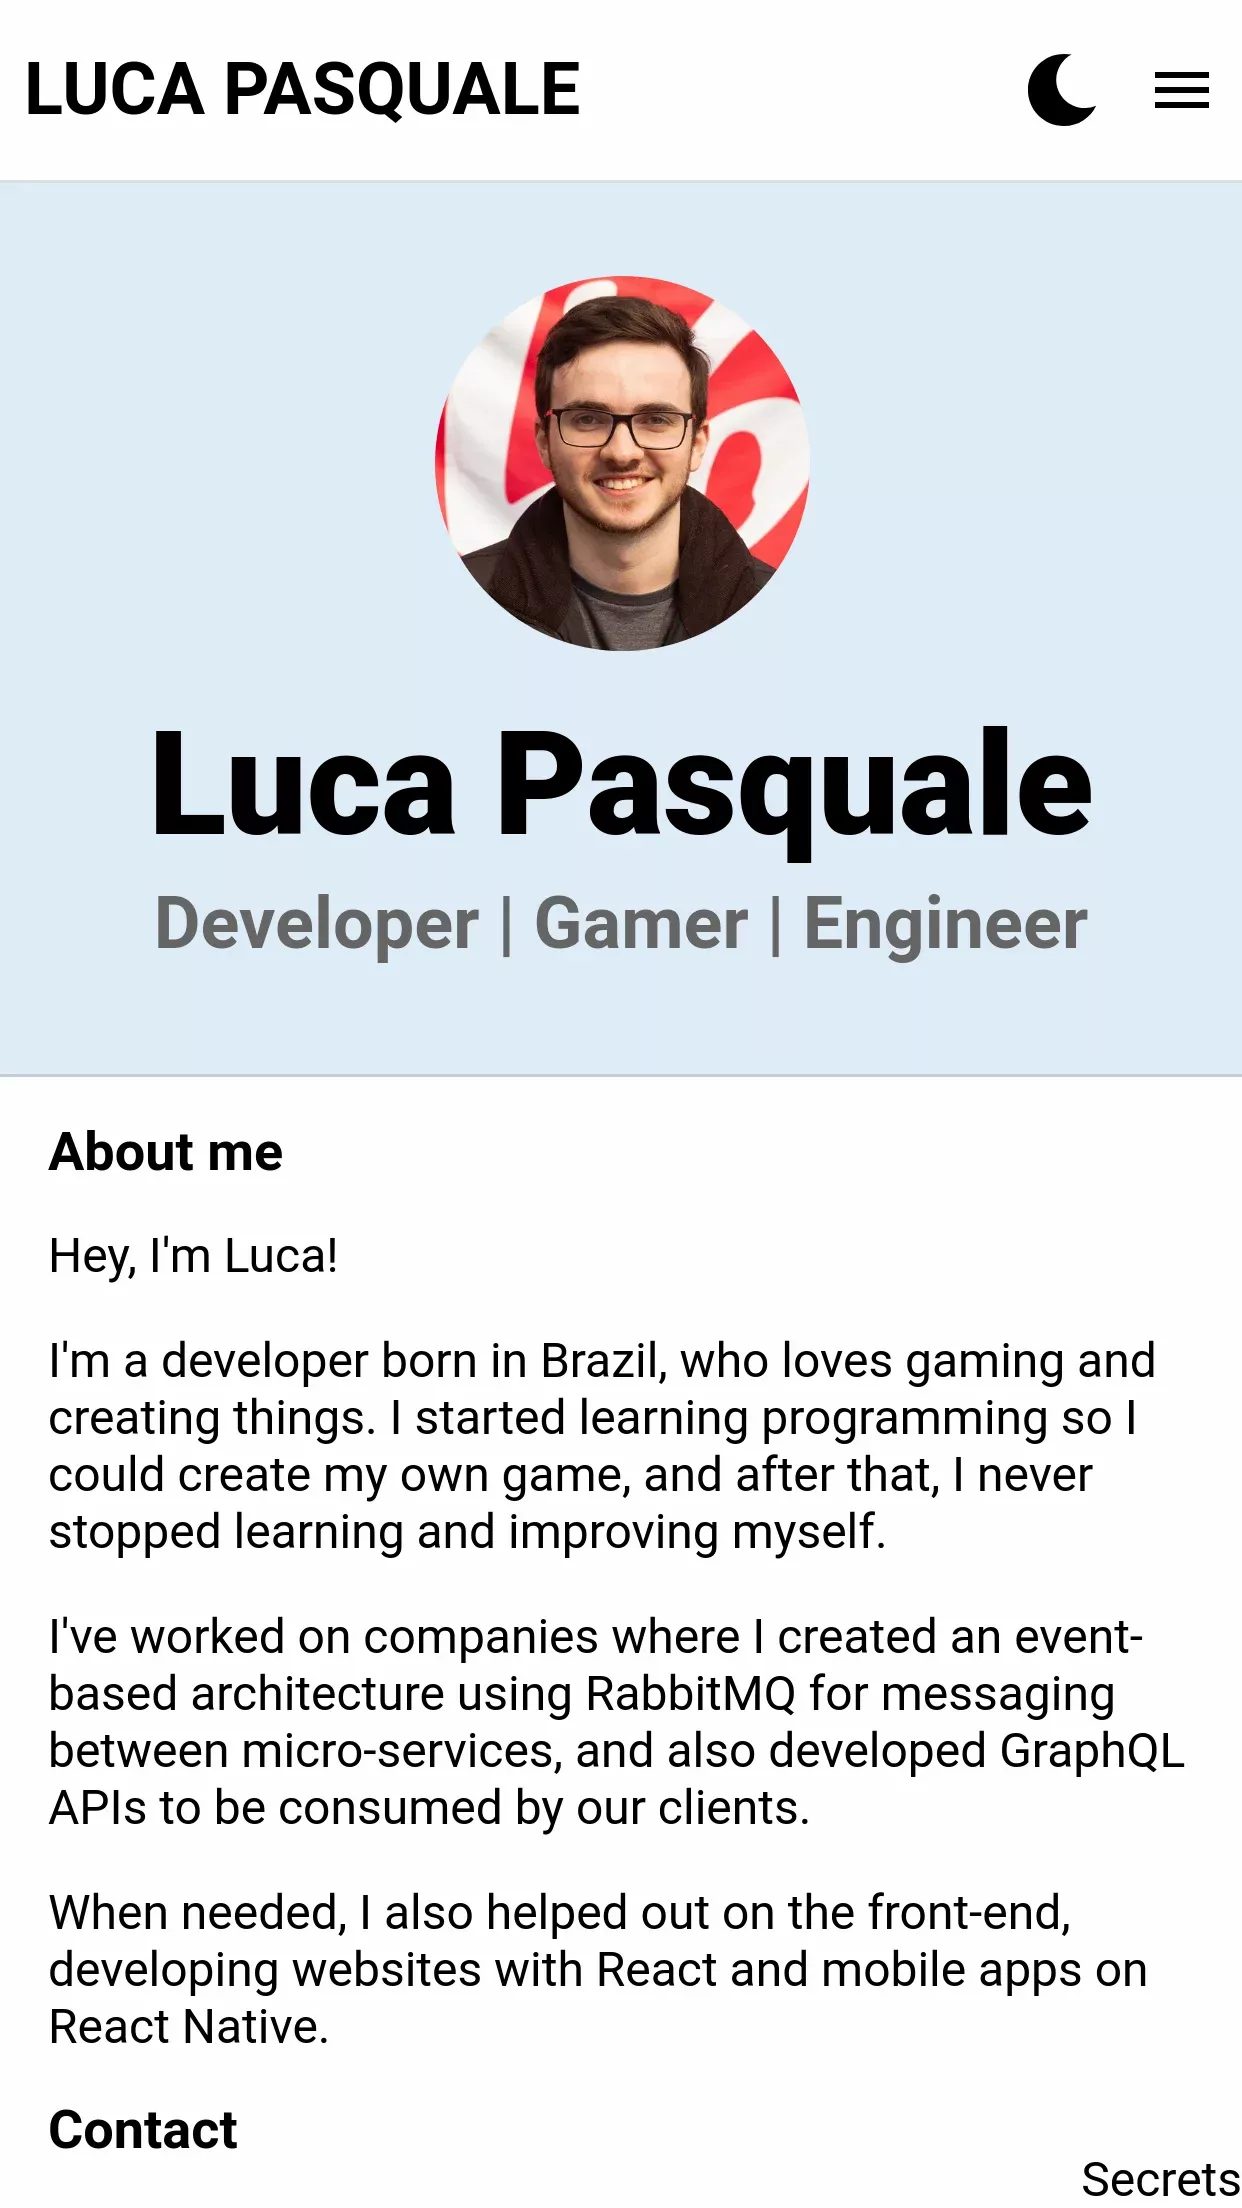 LUCA PASQUALE
Luca Pasquale
Developer | Gamer | Engineer
About me
Hey, I'm Luca!
I'm a developer born in Brazil, who loves gaming and
creating things. I started learning programming so I
could create my own game, and after that, I never
stopped learning and improving myself.
I've worked on companies where I created an event-
based architecture using RabbitMQ for messaging
between micro-services, and also developed GraphQL
APIs to be consumed by our clients.
When needed, I also helped out on the front-end,
developing websites with React and mobile apps on
React Native.
Contact
Secrets